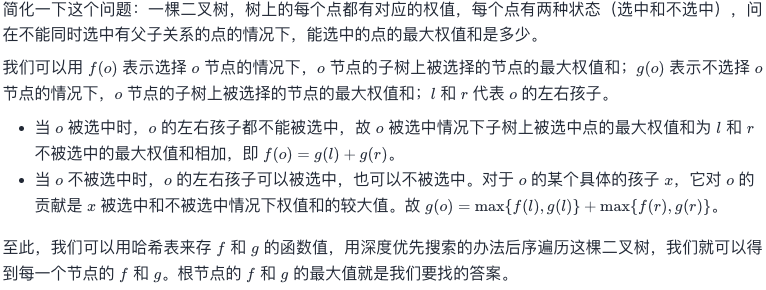 简化一下这个问题：一棵二叉树，树上的每个点都有对应的权值，每个点有两种状态（选中和不选中），问
在不能同时选中有父子关系的点的情况下，能选中的点的最大权值和是多少。
我们可以用 f(o) 表示选择 o 节点的情况下，o 节点的子树上被选择的节点的最大权值和；g(o) 表示不选择 o
节点的情况下，o 节点的子树上被选择的节点的最大权值和；l 和 r 代表 o 的左右孩子。
• 当 o 被选中时，o 的左右孩子都不能被选中，故 o 被选中情况下子树上被选中点的最大权值和为 l 和 r
不被选中的最大权值和相加，即 f(o) = g(l) + g(r)。
• 当 o 不被选中时，o 的左右孩子可以被选中，也可以不被选中。对于 o 的某个具体的孩子 x，它对 o 的
贡献是 x 被选中和不被选中情况下权值和的较大值。故 g(o) = max{f(l), g(l)} + max{f(r), g(r)}。
至此，我们可以用哈希表来存 f 和 g 的函数值，用深度优先搜索的办法后序遍历这棵二叉树，我们就可以得
到每一个节点的 f 和 g。根节点的 f 和 g 的最大值就是我们要找的答案。